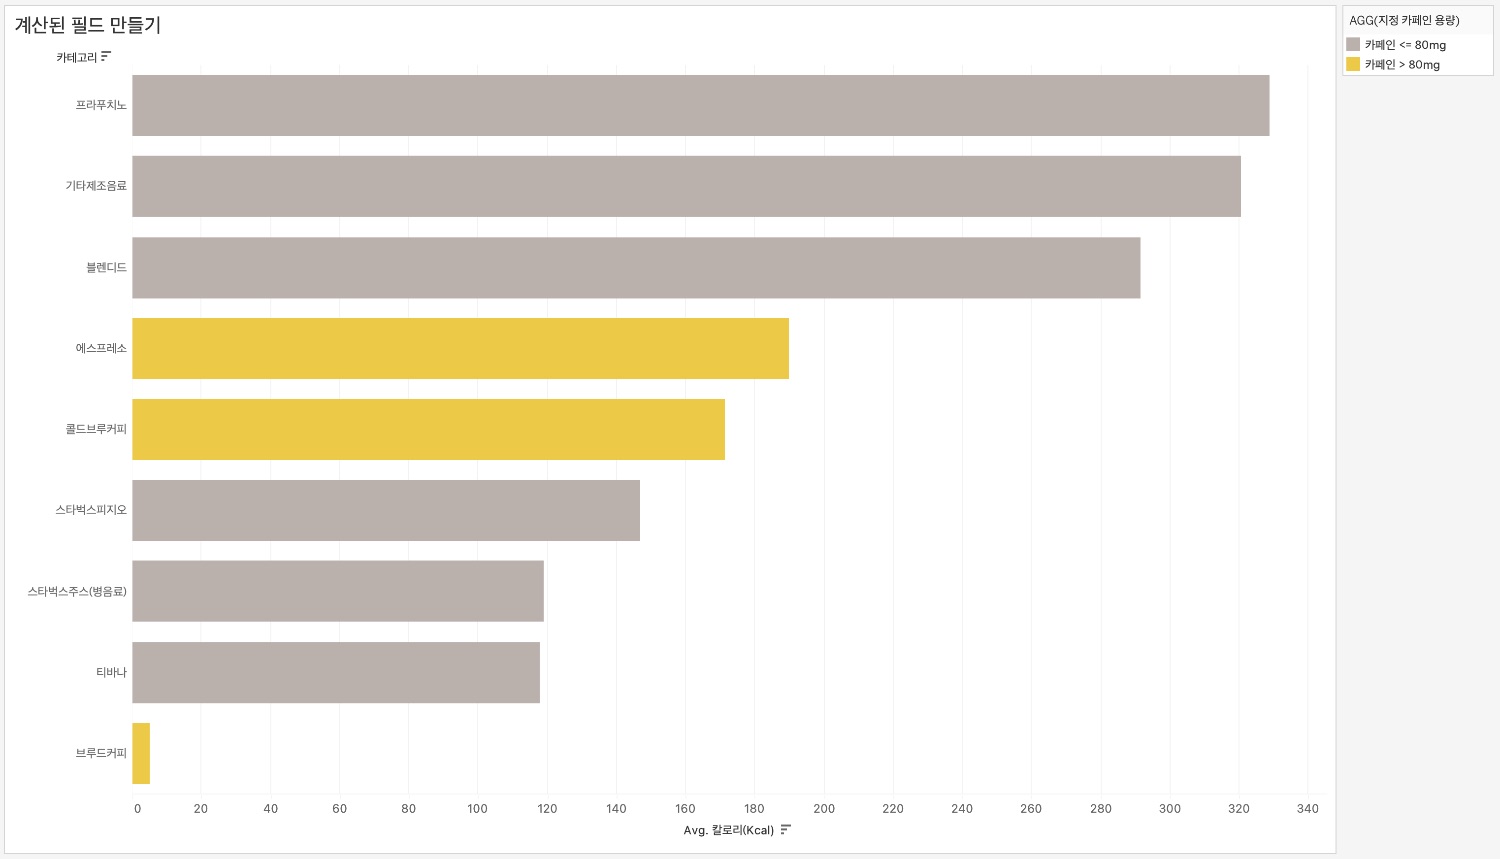 계산된 필드 만들기
카테고리
프라푸치노
기타제조음료
블렌디드
에스프레소
콜드브루커피
스타벅스피지오
스타벅스주스(병음료)
티바나
브루드커피
0 20 40 60 80 100 120 140 160 180 200 220 240 260 280 300 320 340
Avg. 칼로리(Kcal)
AGG(지정 카페인 용량)
카페인 <= 80mg
카페인 > 80mg